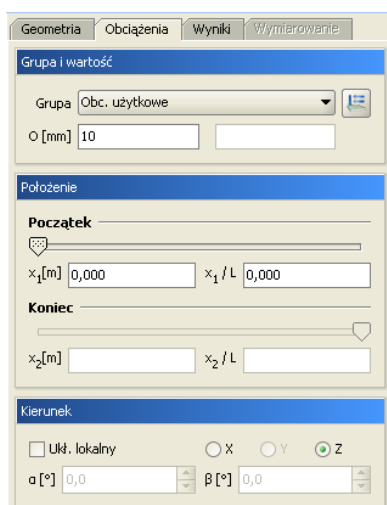 Geometria Obciążenia Wyniki Wymiarowanie
Grupa i wartość
Grupa Obc. użytkowe
O [mm] 10
Położenie
Początek
x1[m] 0,000 x1 / L 0,000
Koniec
x2[m] x2 / L
Kierunek
Ukł. lokalny X Y Z
α [°] 0,0 β [°] 0,0